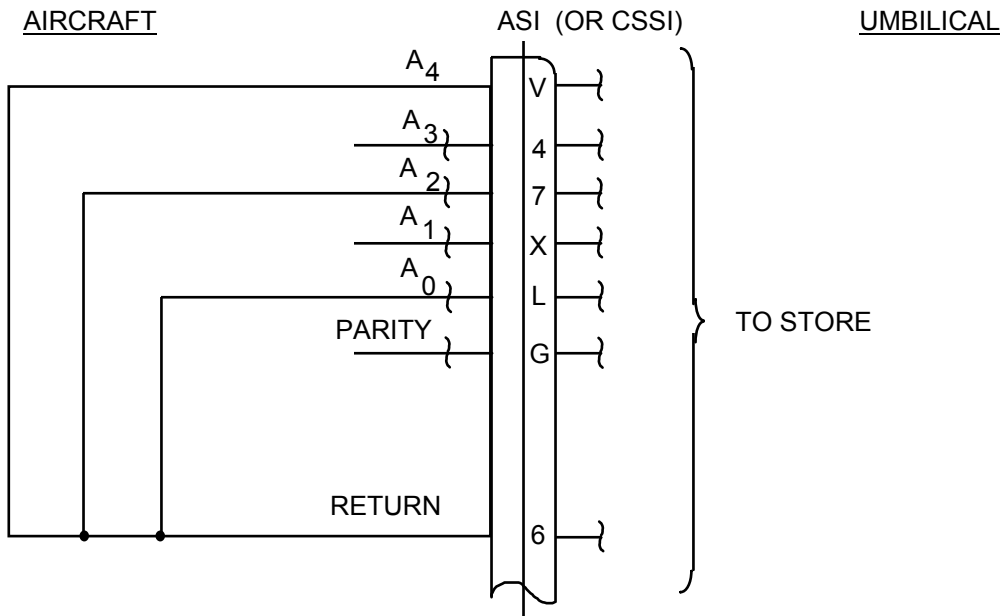 AIRCRAFT ASI (OR CSSI) UMBILICAL
A4 V
A3 4
A2 7
A1 X
A0 L
PARITY G
TO STORE
RETURN 6